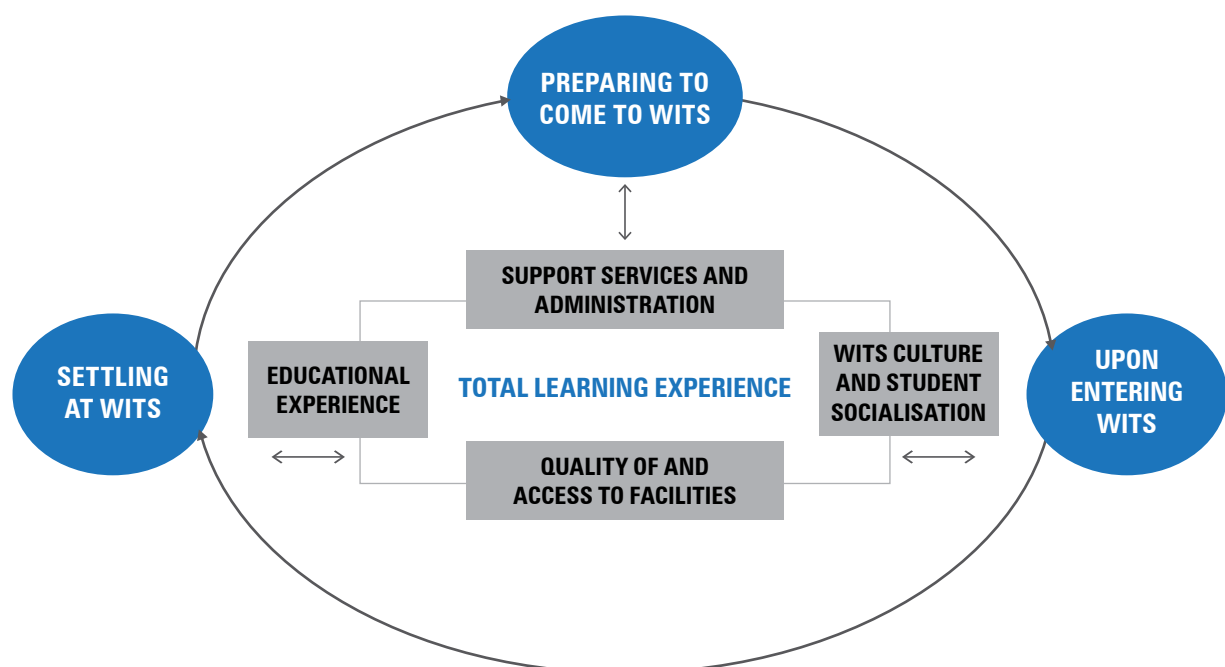 PREPARING TO
COME TO WITS
SUPPORT SERVICES AND
ADMINISTRATION
SETTLING
AT WITS
EDUCATIONAL
EXPERIENCE
TOTAL LEARNING EXPERIENCE
WITS CULTURE
AND STUDENT
SOCIALISATION
UPON
ENTERING
WITS
QUALITY OF AND
ACCESS TO FACILITIES